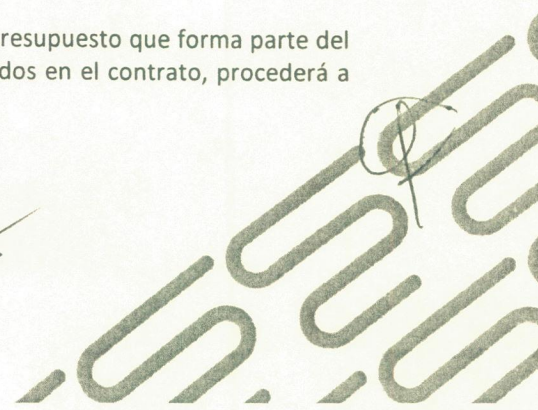 resupuesto que forma parte del
dos en el contrato, procederá a